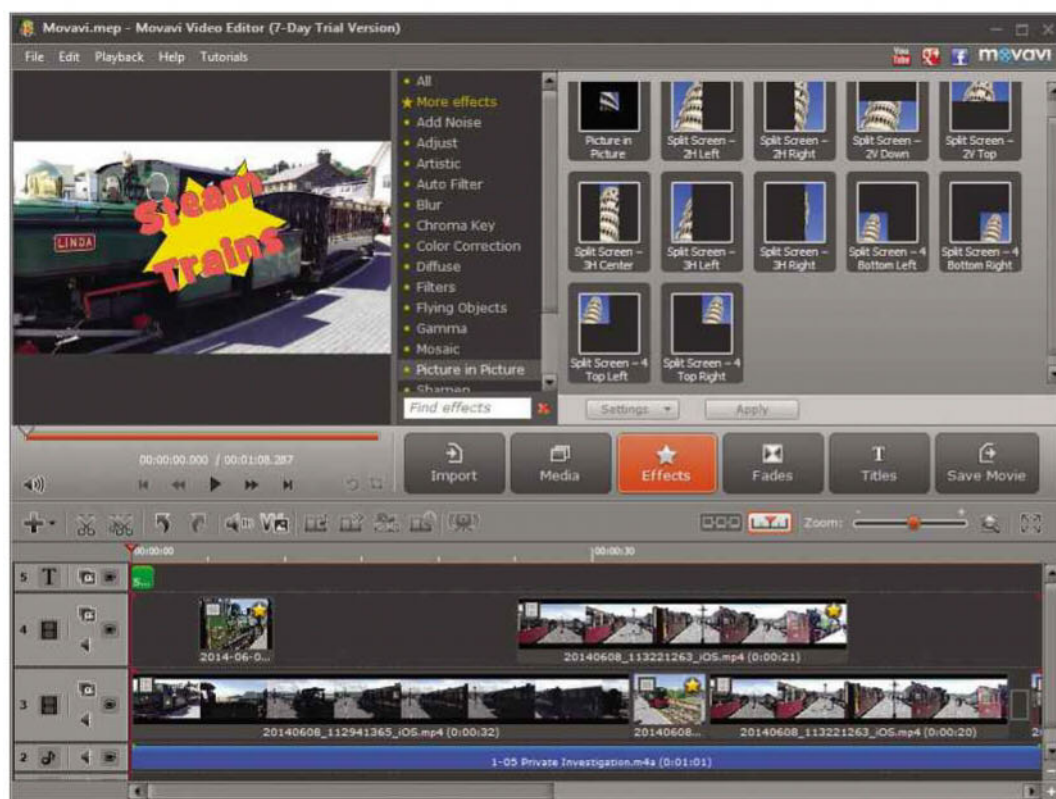 Movavi.mep - Movavi Video Editor (7-Day Trial Version)
File Edit Playback Help Tutorials
You Tube
movavi
All
More effects
Add Noise
Adjust
Artistic
Auto Filter
Blur
Chroma Key
Color Correction
Diffuse
Filters
Flying Objects
Gamma
Mosaic
Picture in Picture
Sharpen
Find effects
Picture in Picture
Split Screen – 2H Left
Split Screen – 2H Right
Split Screen – 2V Down
Split Screen – 2V Top
Split Screen – 3H Center
Split Screen – 3H Left
Split Screen – 3H Right
Split Screen – 4 Bottom Left
Split Screen – 4 Bottom Right
Split Screen – 4 Top Left
Split Screen – 4 Top Right
Settings
Apply
LINDA
Steam
Trains
00:00:00.000 / 00:01:08.287
Import
Media
Effects
Fades
Titles
Save Movie
Zoom:
00:00:00
00:00:30
5 T
S...
4
2014-06-0...
20140608_113221263_iOS.mp4 (0:00:21)
3
20140608_112941365_iOS.mp4 (0:00:32)
20140608...
20140608_113221263_iOS.mp4 (0:00:20)
2
1-05 Private Investigation.m4a (0:01:01)